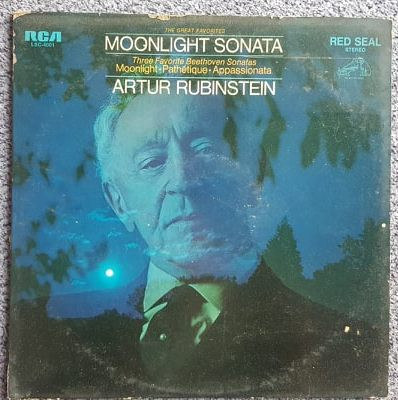 THE GREAT FAVORITES
RCA
LSC-4001
MOONLIGHT SONATA
RED SEAL
STEREO
Three Favorite Beethoven Sonatas
Moonlight • Pathétique • Appassionata
ARTUR RUBINSTEIN